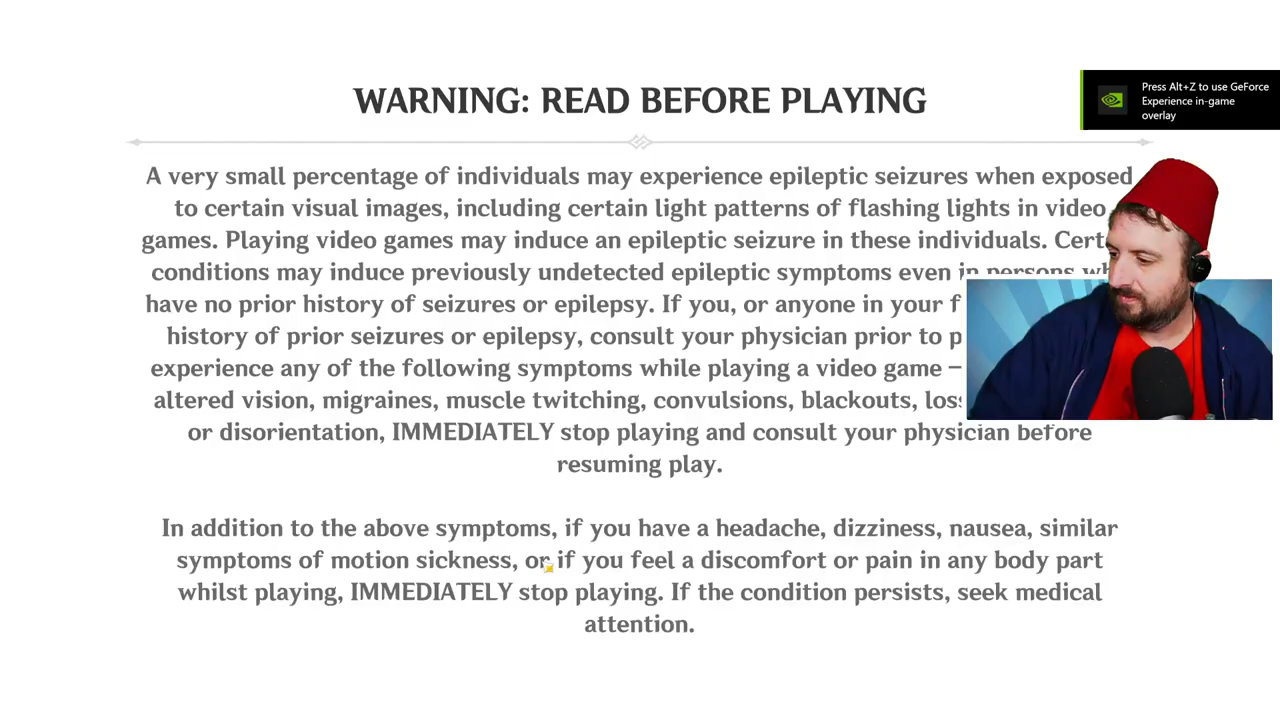 WARNING: READ BEFORE PLAYING
Press Alt+Z to use GeForce
Experience in-game
overlay
A very small percentage of individuals may experience epileptic seizures when exposed
to certain visual images, including certain light patterns of flashing lights in video
games. Playing video games may induce an epileptic seizure in these individuals.
conditions may induce previously undetected epileptic symptoms even in persons
have no prior history of seizures or epilepsy. If you, or anyone in your
history of prior seizures or epilepsy, consult your physician prior to
experience any of the following symptoms while playing a video game –
altered vision, migraines, muscle twitching, convulsions, blackouts,
or disorientation, IMMEDIATELY stop playing and consult your physician before
resuming play.
In addition to the above symptoms, if you have a headache, dizziness, nausea, similar
symptoms of motion sickness, or if you feel a discomfort or pain in any body part
whilst playing, IMMEDIATELY stop playing. If the condition persists, seek medical
attention.